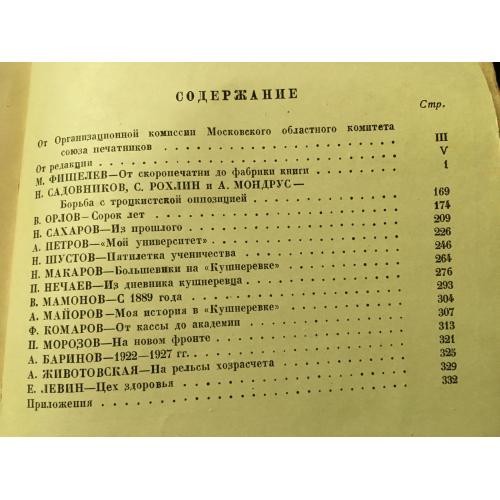 СОДЕРЖАНИЕ
Стр.
От Организационной комиссии Московского областного комитета
союза печатников . . . III
От редакции . . . V
М. ФИШЕЛЕВ—От скоропечатни до фабрики книги . . . 1
Н. САДОВНИКОВ, С. РОХЛИН и А. МОНДРУС—
Борьба с троцкистской оппозицией . . . 169
В. ОРЛОВ—Сорок лет . . . 174
Н. САХАРОВ—Из прошлого . . . 209
А. ПЕТРОВ—«Мой университет» . . . 226
Н. ШУСТОВ—Пятилетка ученичества . . . 246
Н. МАКАРОВ—Большевики на «Кушнеревке» . . . 264
П. НЕЧАЕВ—Из дневника кушнеревца . . . 276
В. МАМОНОВ—С 1889 года . . . 293
А. МАЙОРОВ—Моя история в «Кушнеревке» . . . 304
Ф. КОМАРОВ—От кассы до академии . . . 307
П. МОРОЗОВ—На новом фронте . . . 313
А. БАРИНОВ—1922—1927 гг. . . . 321
А. ЖИВОТОВСКАЯ—На рельсы хозрасчета . . . 325
Е. ЛЕВИН—Цех здоровья . . . 329
Приложения . . . 332